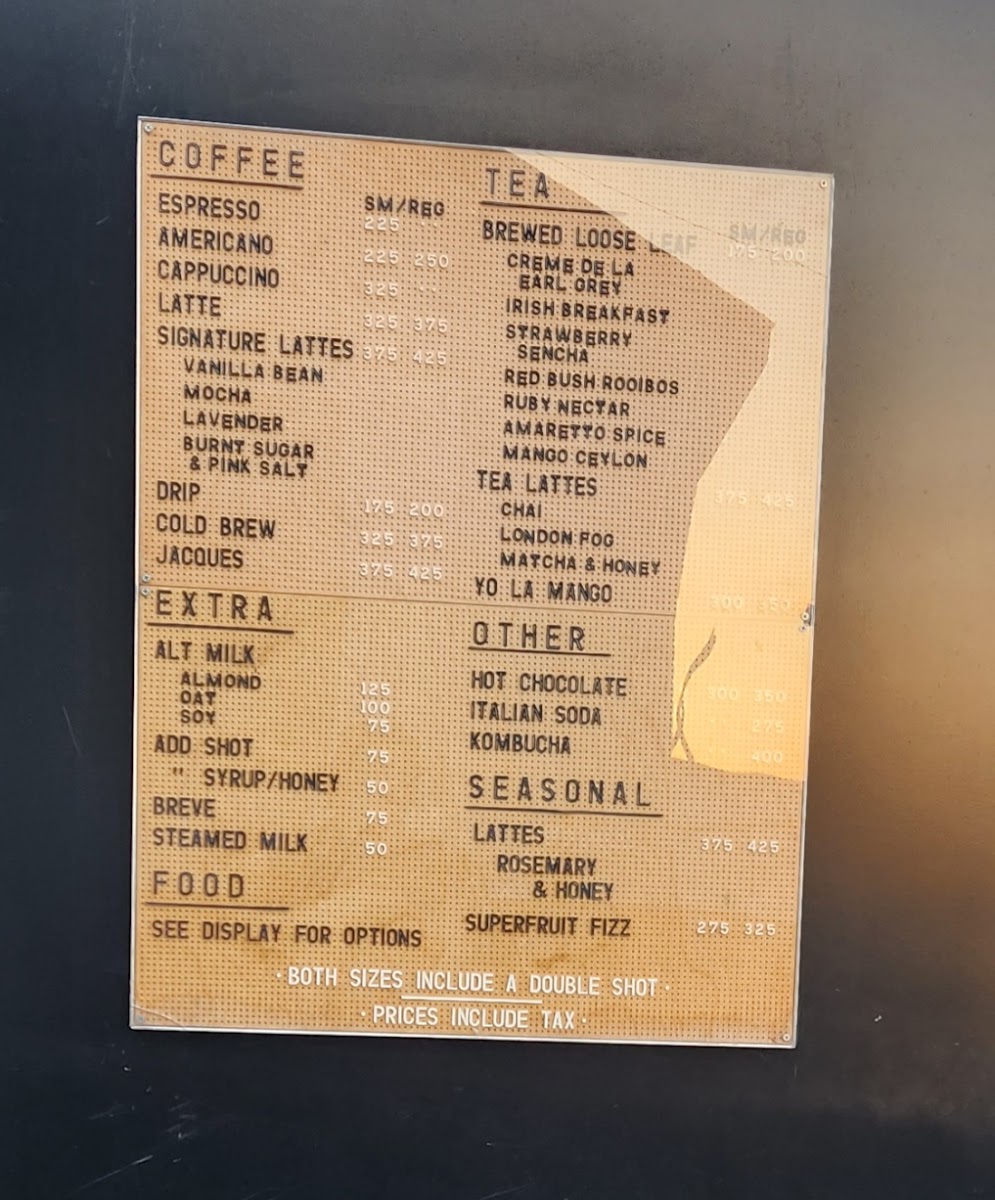 COFFEE
SM/REG
ESPRESSO 225 --
AMERICANO 225 250
CAPPUCCINO 325 --
LATTE 325 375
SIGNATURE LATTES 375 425
VANILLA BEAN
MOCHA
LAVENDER
BURNT SUGAR
& PINK SALT
DRIP 175 200
COLD BREW 325 375
JACQUES 375 425
EXTRA
ALT MILK
ALMOND 125
OAT 100
SOY 75
ADD SHOT 75
" SYRUP/HONEY 50
BREVE 75
STEAMED MILK 50
FOOD
SEE DISPLAY FOR OPTIONS
TEA
SM/REG
BREWED LOOSE LEAF 175 200
CREME DE LA
EARL GREY
IRISH BREAKFAST
STRAWBERRY
SENCHA
RED BUSH ROOIBOS
RUBY NECTAR
AMARETTO SPICE
MANGO CEYLON
TEA LATTES 375 425
CHAI
LONDON FOG
MATCHA & HONEY
YO LA MANGO 300 350
OTHER
HOT CHOCOLATE 300 350
ITALIAN SODA 275
KOMBUCHA 400
SEASONAL
LATTES 375 425
ROSEMARY
& HONEY
SUPERFRUIT FIZZ 275 325
·BOTH SIZES INCLUDE A DOUBLE SHOT·
·PRICES INCLUDE TAX·